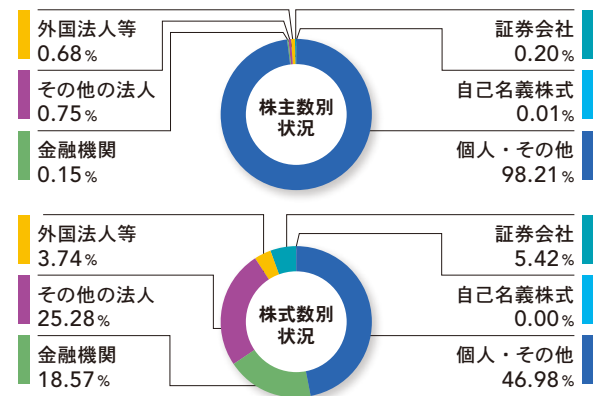 外国法人等
0.68%
その他の法人
0.75%
金融機関
0.15%
株主数別
状況
証券会社
0.20%
自己名義株式
0.01%
個人・その他
98.21%
外国法人等
3.74%
その他の法人
25.28%
金融機関
18.57%
株式数別
状況
証券会社
5.42%
自己名義株式
0.00%
個人・その他
46.98%